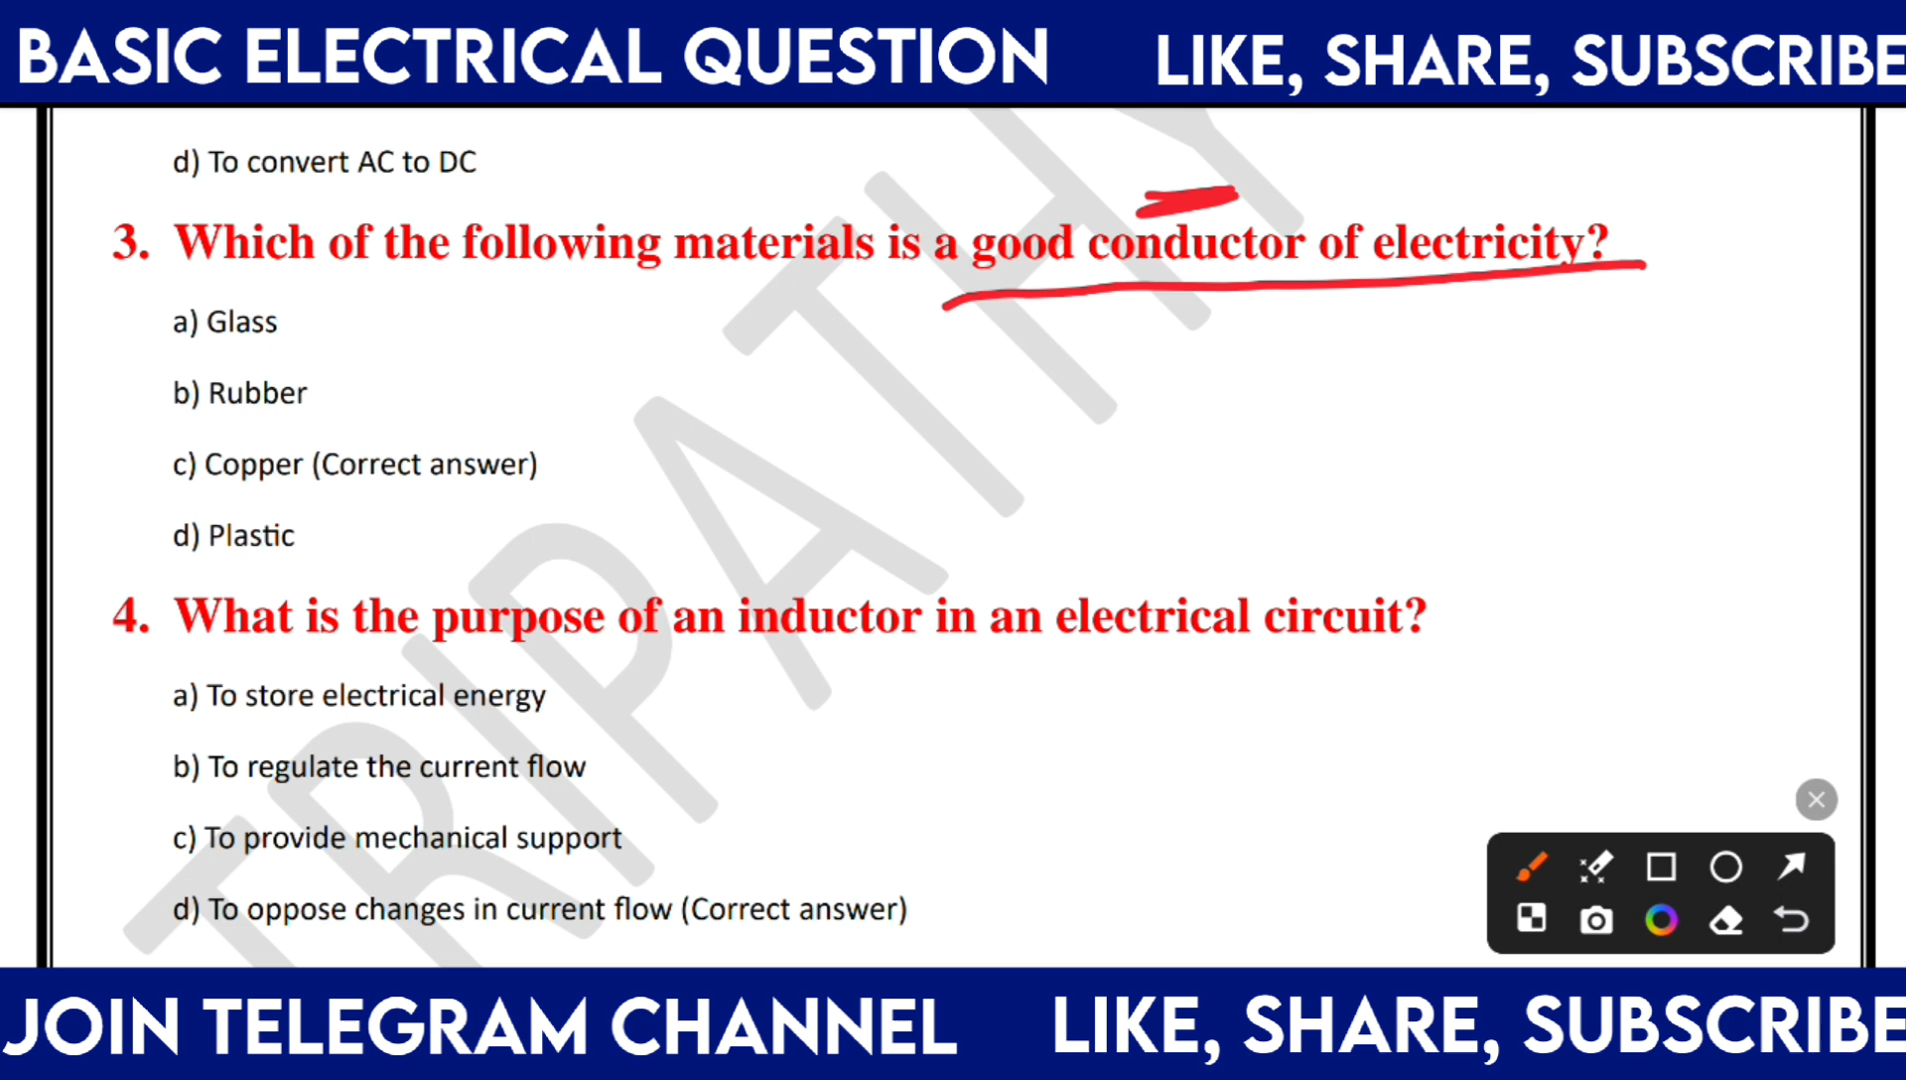 BASIC ELECTRICAL QUESTION LIKE, SHARE, SUBSCRIBE
d) To convert AC to DC
3. Which of the following materials is a good conductor of electricity?
a) Glass
b) Rubber
c) Copper (Correct answer)
d) Plastic
4. What is the purpose of an inductor in an electrical circuit?
a) To store electrical energy
b) To regulate the current flow
c) To provide mechanical support
d) To oppose changes in current flow (Correct answer)
TRIPATHY
JOIN TELEGRAM CHANNEL LIKE, SHARE, SUBSCRIBE